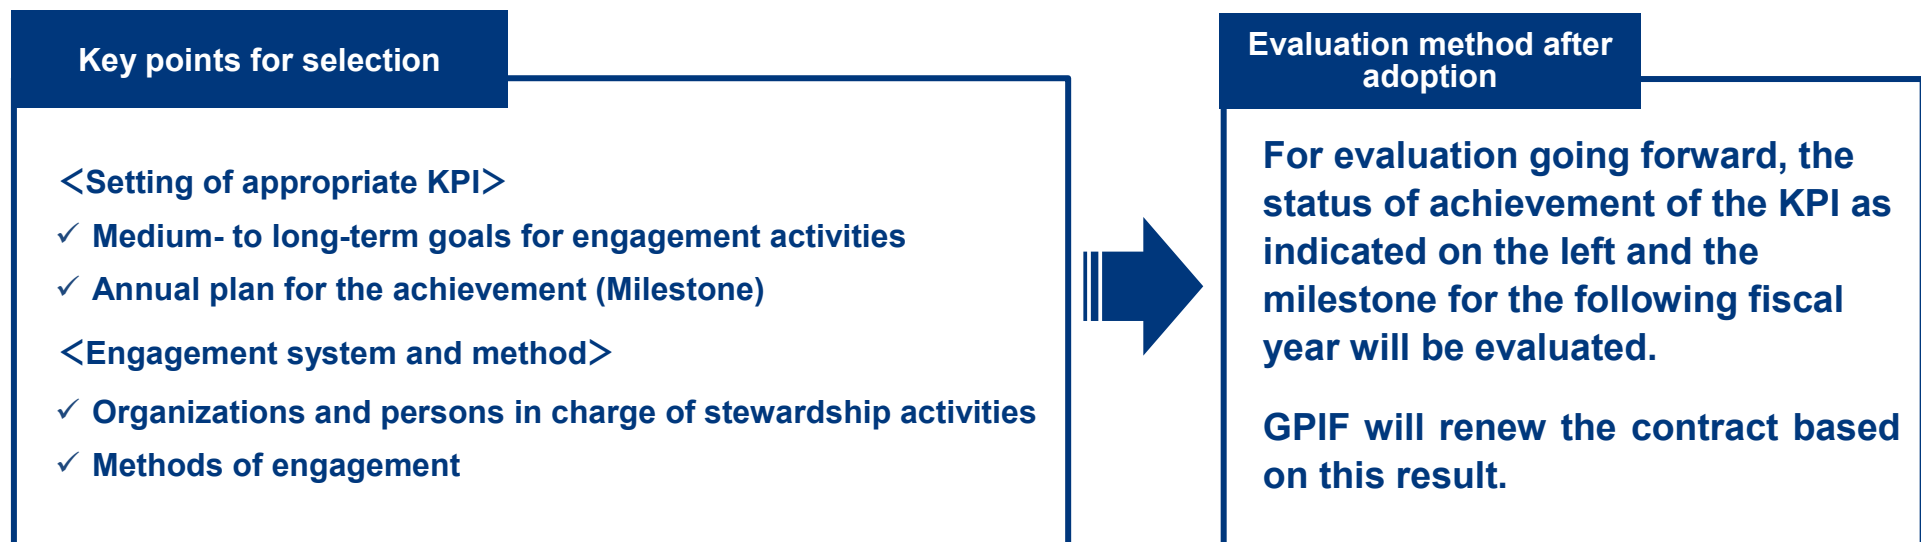 Key points for selection
<Setting of appropriate KPI>
✓ Medium- to long-term goals for engagement activities
✓ Annual plan for the achievement (Milestone)
<Engagement system and method>
✓ Organizations and persons in charge of stewardship activities
✓ Methods of engagement
Evaluation method after
adoption
For evaluation going forward, the
status of achievement of the KPI as
indicated on the left and the
milestone for the following fiscal
year will be evaluated.
GPIF will renew the contract based
on this result.